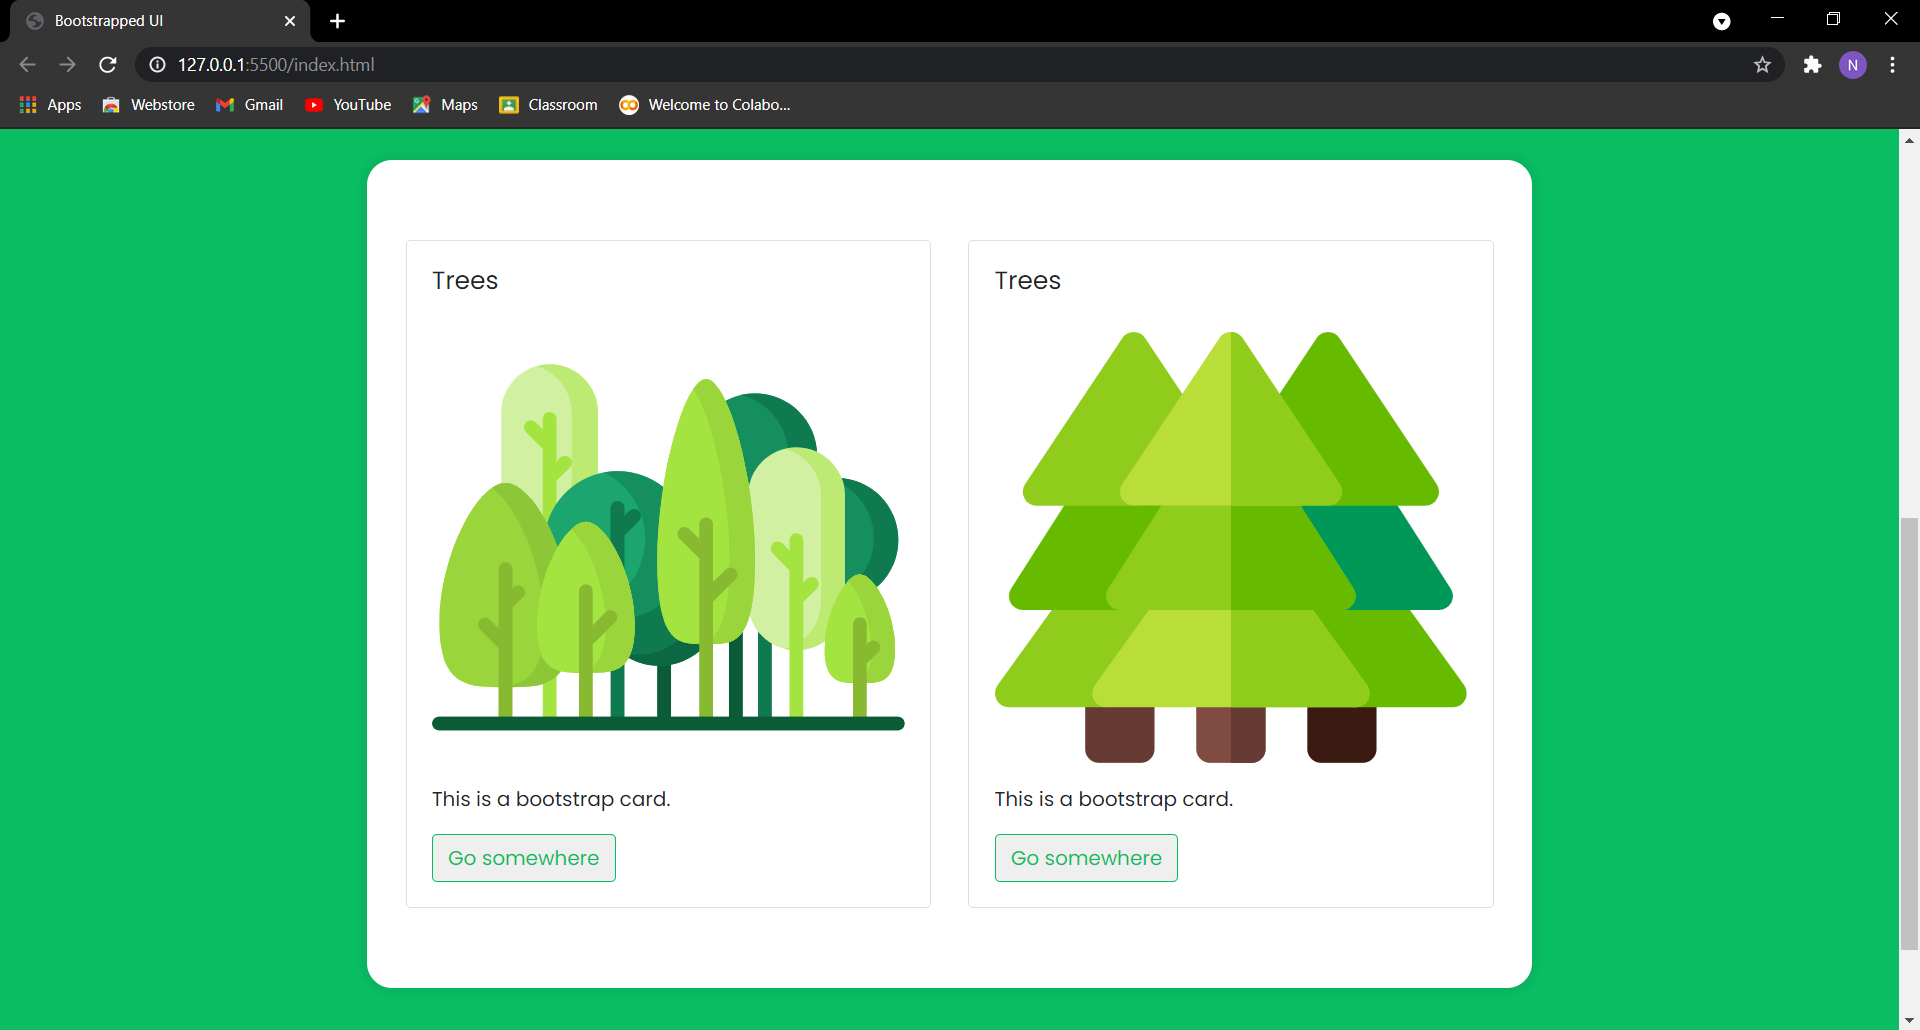 Bootstrapped UI
127.0.0.1:5500/index.html
N
Apps Webstore Gmail YouTube Maps Classroom Welcome to Colabo...
Trees
This is a bootstrap card.
Go somewhere
Trees
This is a bootstrap card.
Go somewhere